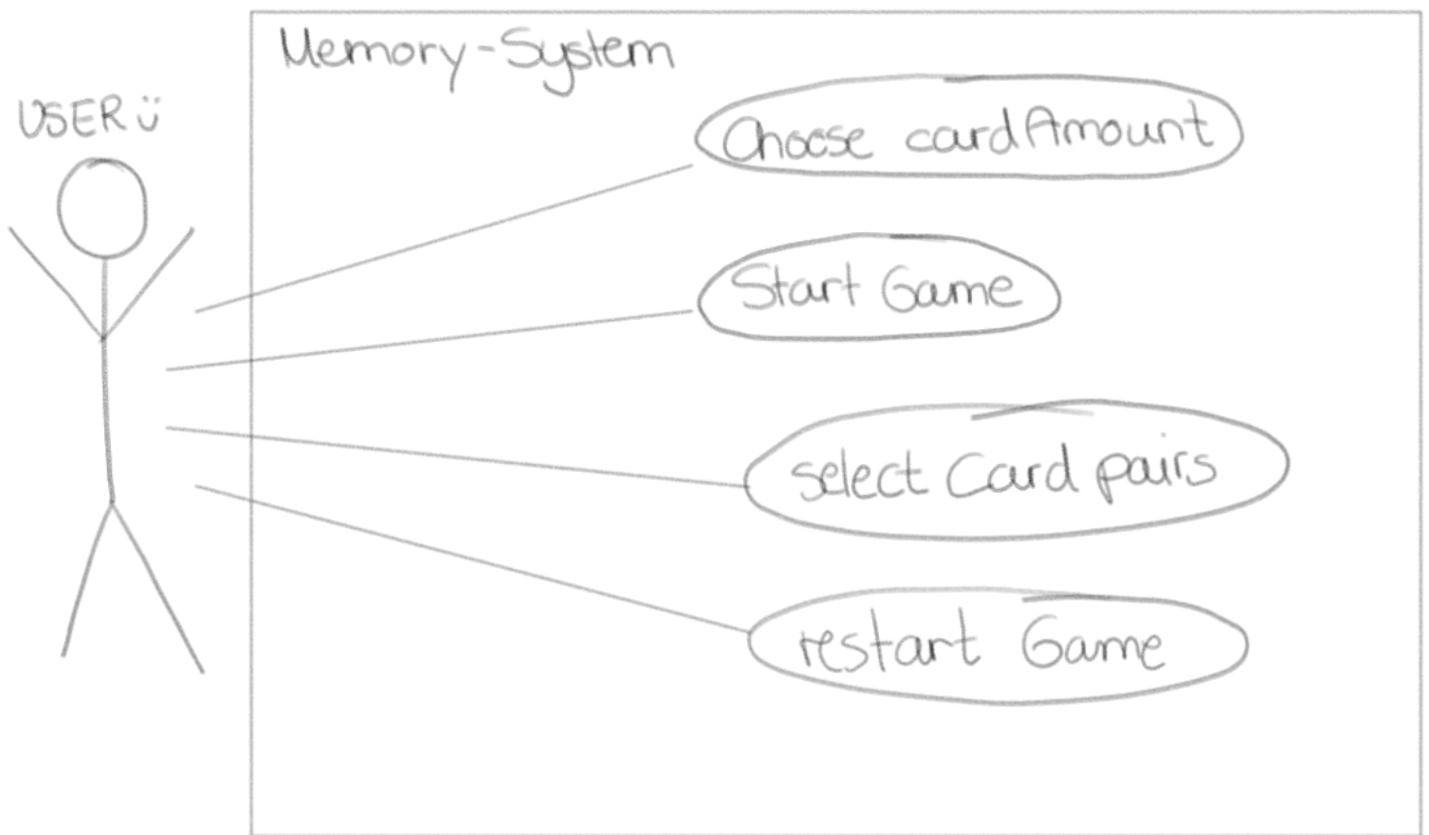 Memory-System
USER ü
Choose cardAmount
Start Game
select Card pairs
restart Game